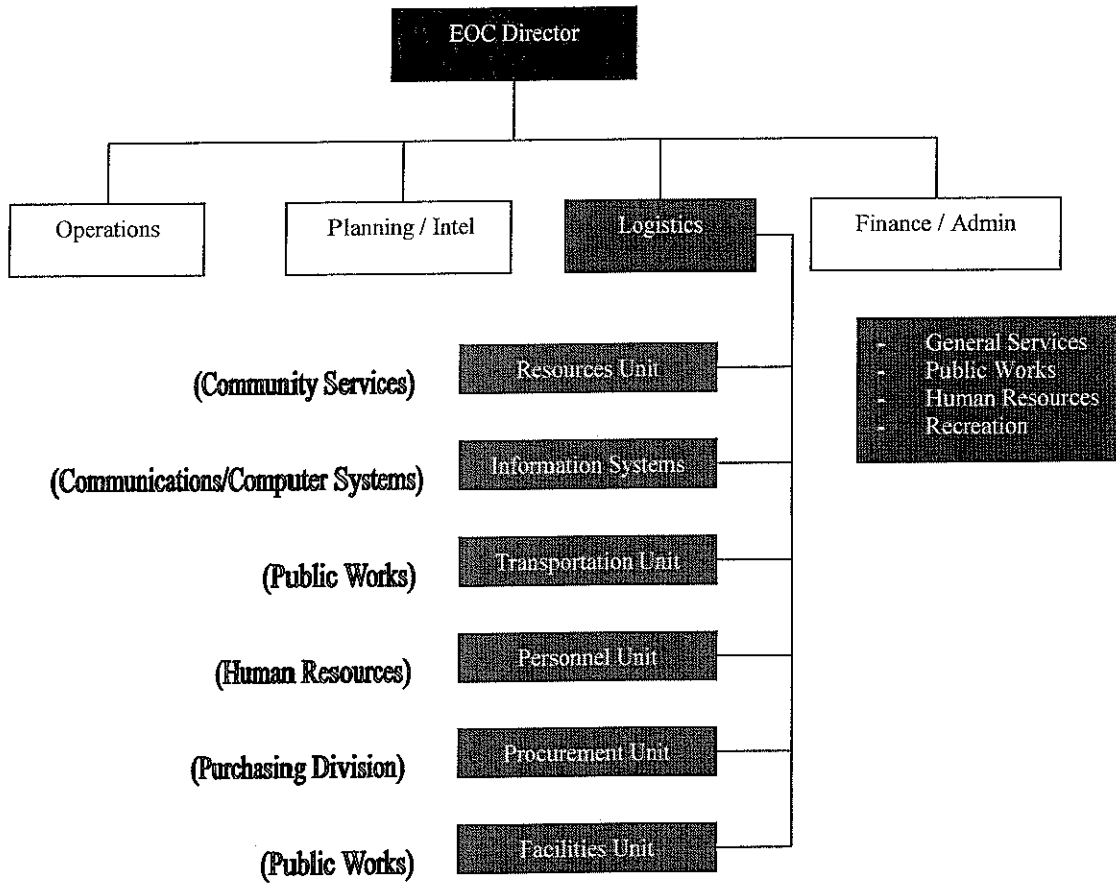 EOC Director
Operations
Planning / Intel
Logistics
Finance / Admin
- General Services
- Public Works
- Human Resources
- Recreation
(Community Services)
Resources Unit
(Communications/Computer Systems)
Information Systems
(Public Works)
Transportation Unit
(Human Resources)
Personnel Unit
(Purchasing Division)
Procurement Unit
(Public Works)
Facilities Unit